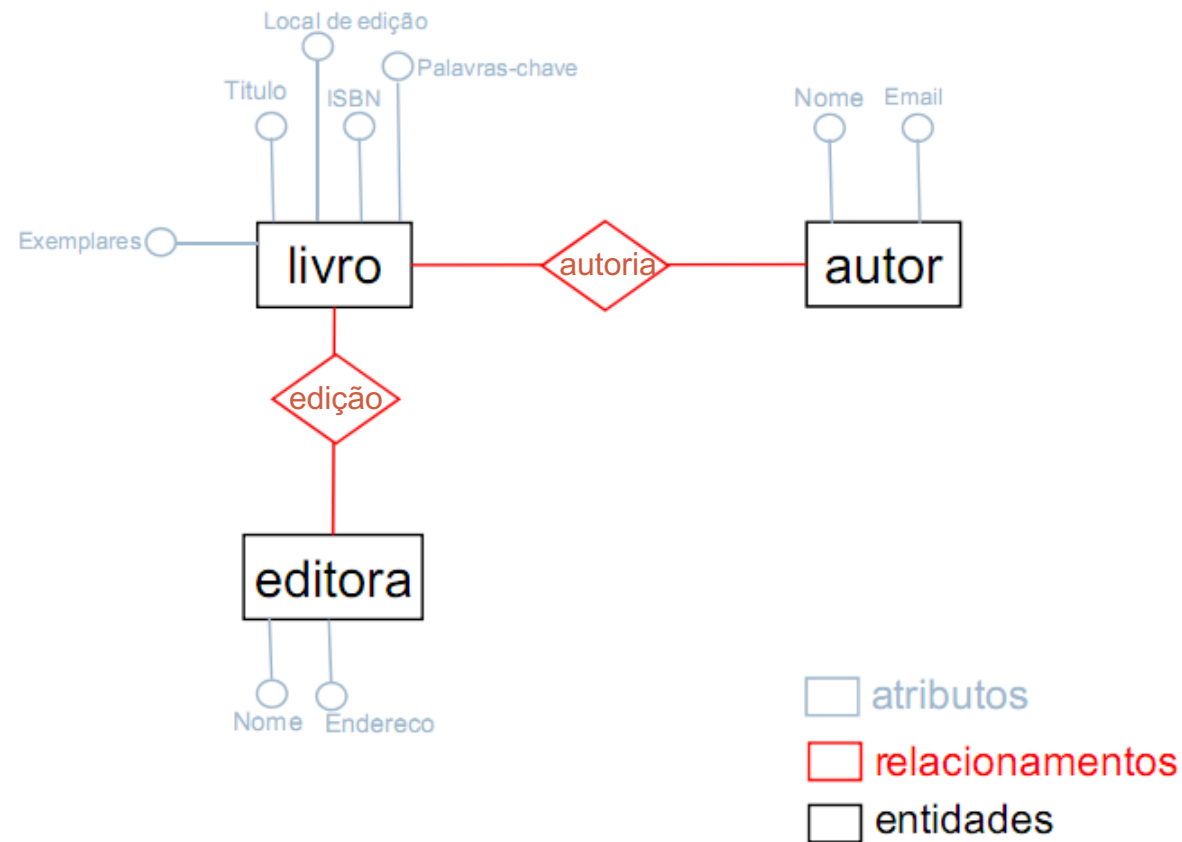 Local de edição
Palavras-chave
Titulo
ISBN
Nome
Email
Exemplares
livro
autoria
autor
edição
editora
Nome
Endereco
atributos
relacionamentos
entidades